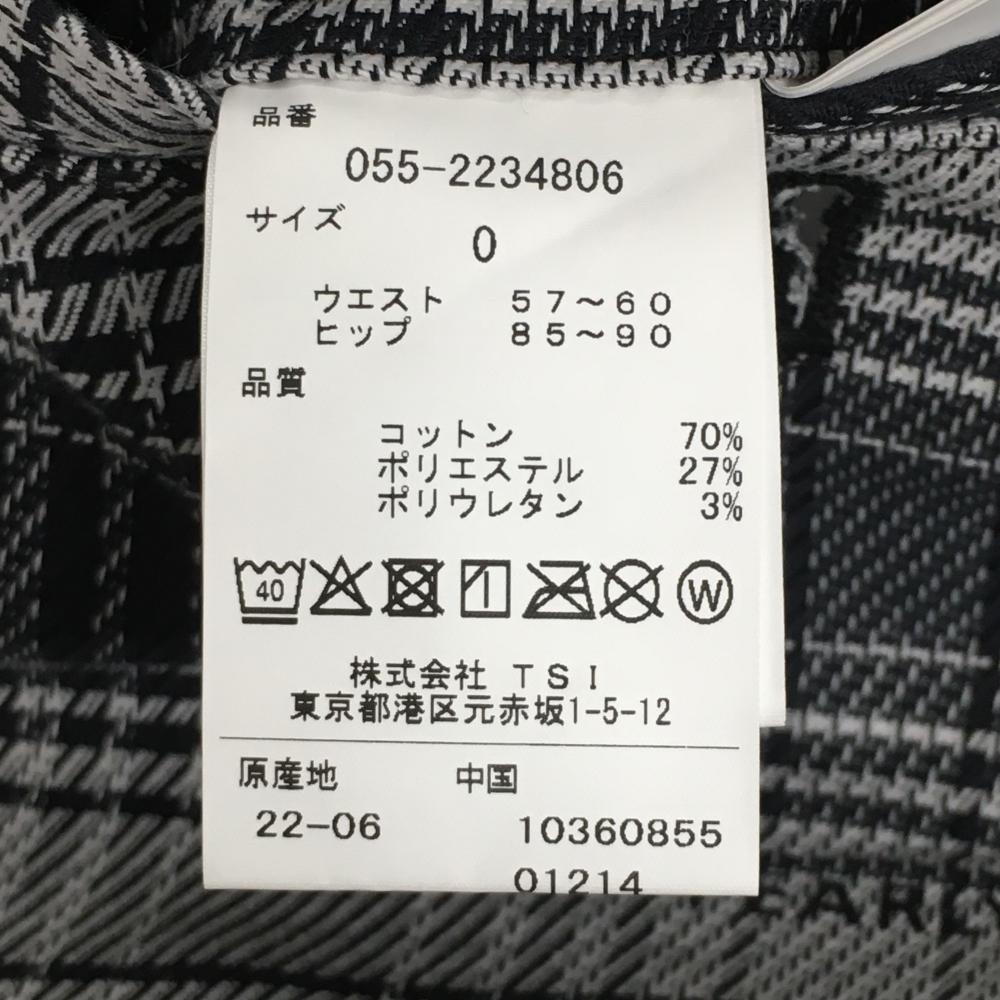 品番
055-2234806
サイズ
0
ウエスト 57~60
ヒップ 85~90
品質
コットン 70%
ポリエステル 27%
ポリウレタン 3%
40
W
株式会社 TSI
東京都港区元赤坂1-5-12
原産地 中国
22-06 10360855
01214